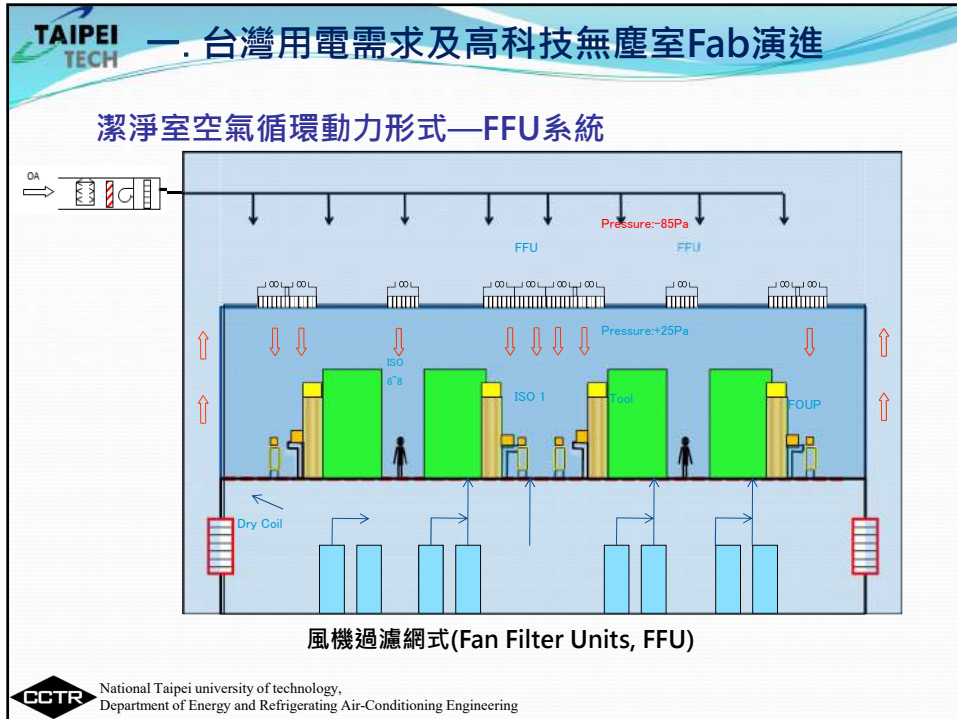 TAIPEI
TECH
一. 台灣用電需求及高科技無塵室Fab演進
潔淨室空氣循環動力形式—FFU系統
OA
Pressure:-85Pa
FFU
FFU
Pressure:+25Pa
ISO
6~8
ISO 1
Tool
FOUP
Dry Coil
風機過濾網式(Fan Filter Units, FFU)
CCTR
National Taipei university of technology,
Department of Energy and Refrigerating Air-Conditioning Engineering